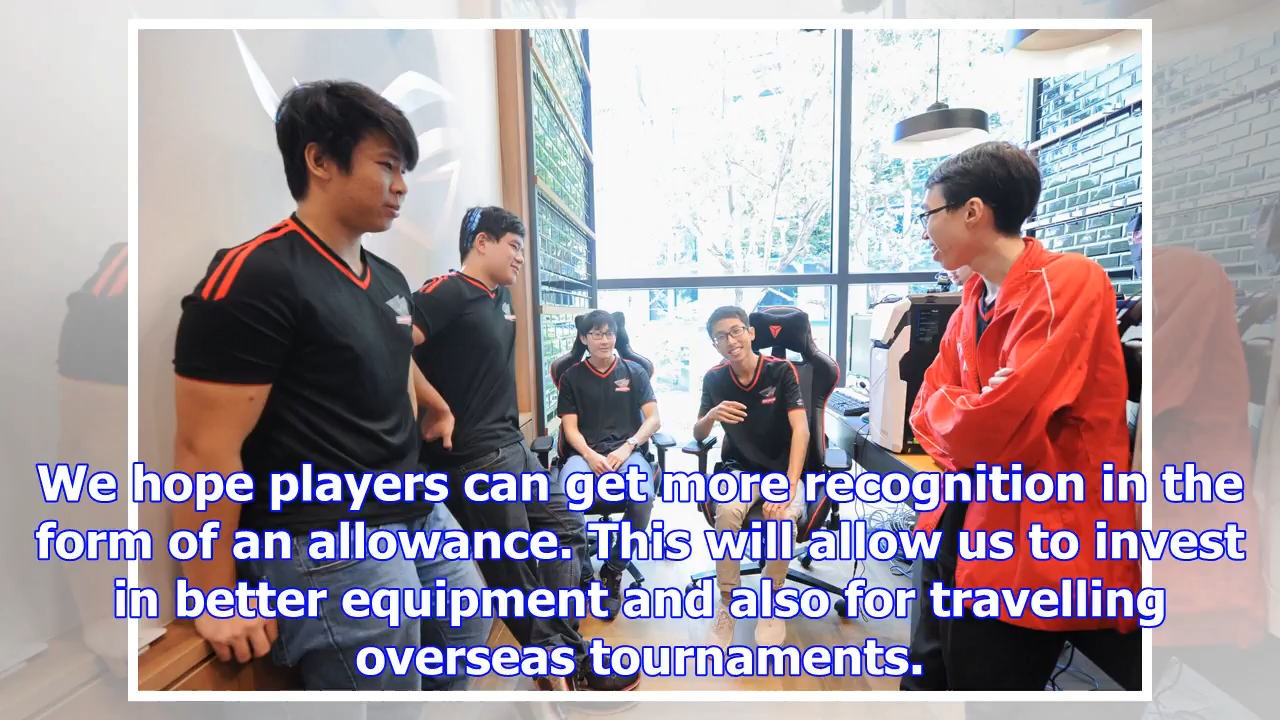 We hope players can get more recognition in the
form of an allowance. This will allow us to invest
in better equipment and also for travelling
overseas tournaments.